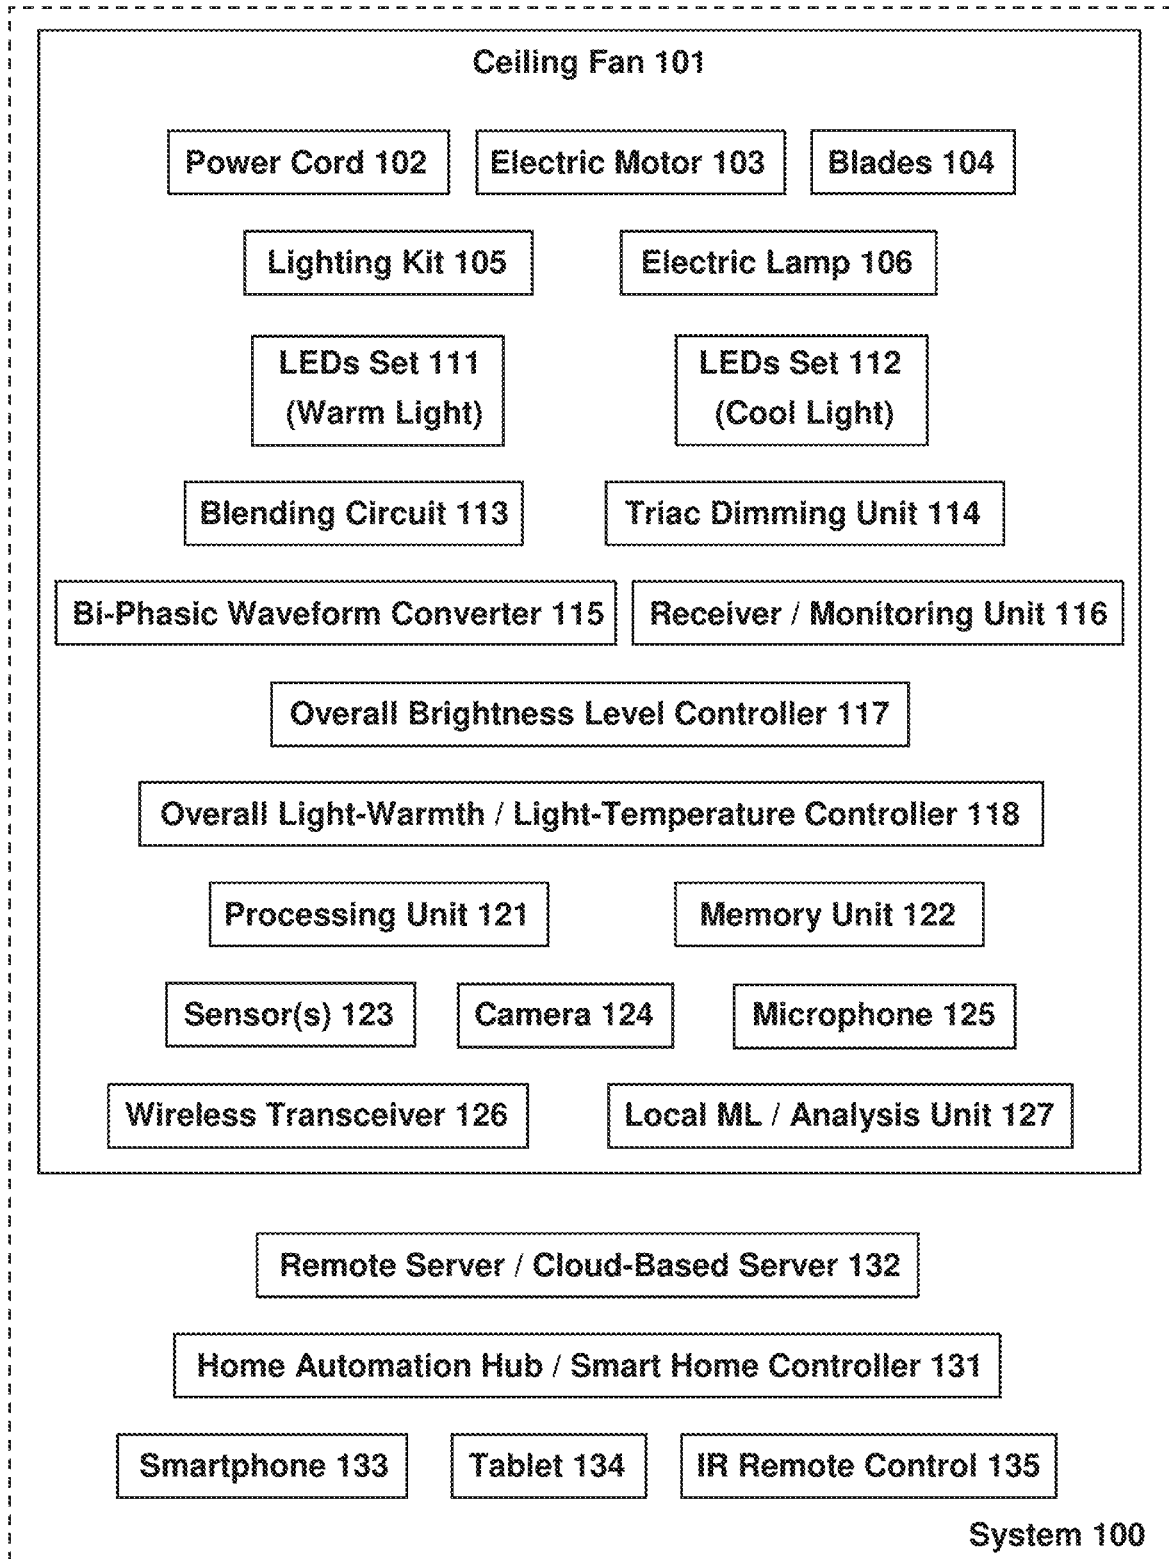 Ceiling Fan 101
Power Cord 102
Electric Motor 103
Blades 104
Lighting Kit 105
Electric Lamp 106
LEDs Set 111
(Warm Light)
LEDs Set 112
(Cool Light)
Blending Circuit 113
Triac Dimming Unit 114
Bi-Phasic Waveform Converter 115
Receiver / Monitoring Unit 116
Overall Brightness Level Controller 117
Overall Light-Warmth / Light-Temperature Controller 118
Processing Unit 121
Memory Unit 122
Sensor(s) 123
Camera 124
Microphone 125
Wireless Transceiver 126
Local ML / Analysis Unit 127
Remote Server / Cloud-Based Server 132
Home Automation Hub / Smart Home Controller 131
Smartphone 133
Tablet 134
IR Remote Control 135
System 100